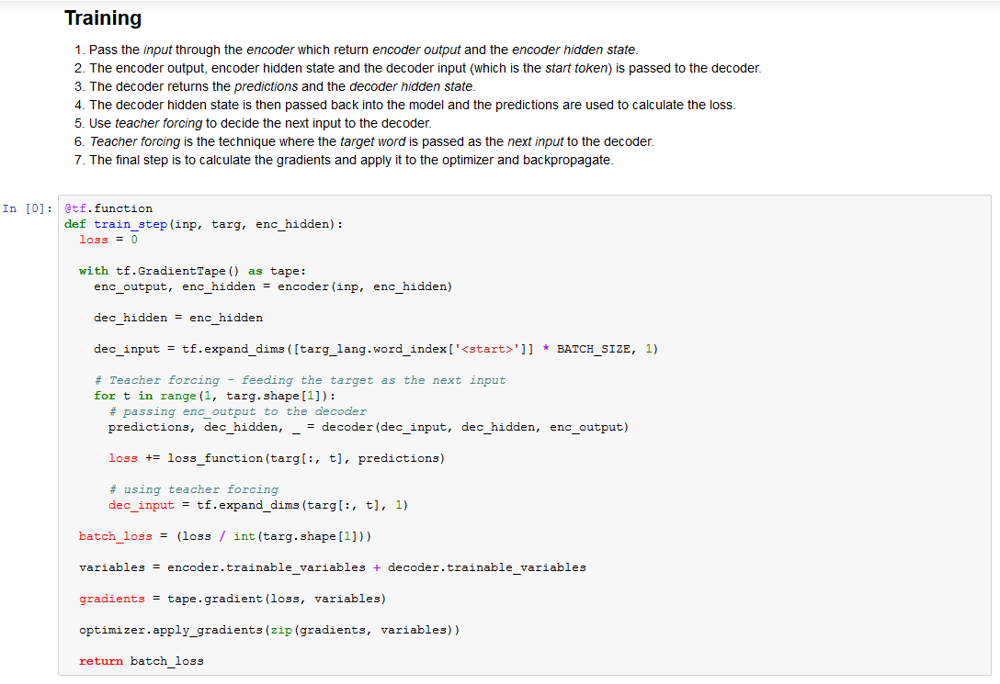 Training
1. Pass the input through the encoder which return encoder output and the encoder hidden state.
2. The encoder output, encoder hidden state and the decoder input (which is the start token) is passed to the decoder.
3. The decoder returns the predictions and the decoder hidden state.
4. The decoder hidden state is then passed back into the model and the predictions are used to calculate the loss.
5. Use teacher forcing to decide the next input to the decoder.
6. Teacher forcing is the technique where the target word is passed as the next input to the decoder.
7. The final step is to calculate the gradients and apply it to the optimizer and backpropagate.
In [0]: @tf.function
def train_step(inp, targ, enc_hidden):
  loss = 0
  with tf.GradientTape() as tape:
    enc_output, enc_hidden = encoder(inp, enc_hidden)
    dec_hidden = enc_hidden
    dec_input = tf.expand_dims([targ_lang.word_index['<start>']] * BATCH_SIZE, 1)
    # Teacher forcing - feeding the target as the next input
    for t in range(1, targ.shape[1]):
      # passing enc_output to the decoder
      predictions, dec_hidden, _ = decoder(dec_input, dec_hidden, enc_output)
      loss += loss_function(targ[:, t], predictions)
      # using teacher forcing
      dec_input = tf.expand_dims(targ[:, t], 1)
  batch_loss = (loss / int(targ.shape[1]))
  variables = encoder.trainable_variables + decoder.trainable_variables
  gradients = tape.gradient(loss, variables)
  optimizer.apply_gradients(zip(gradients, variables))
  return batch_loss